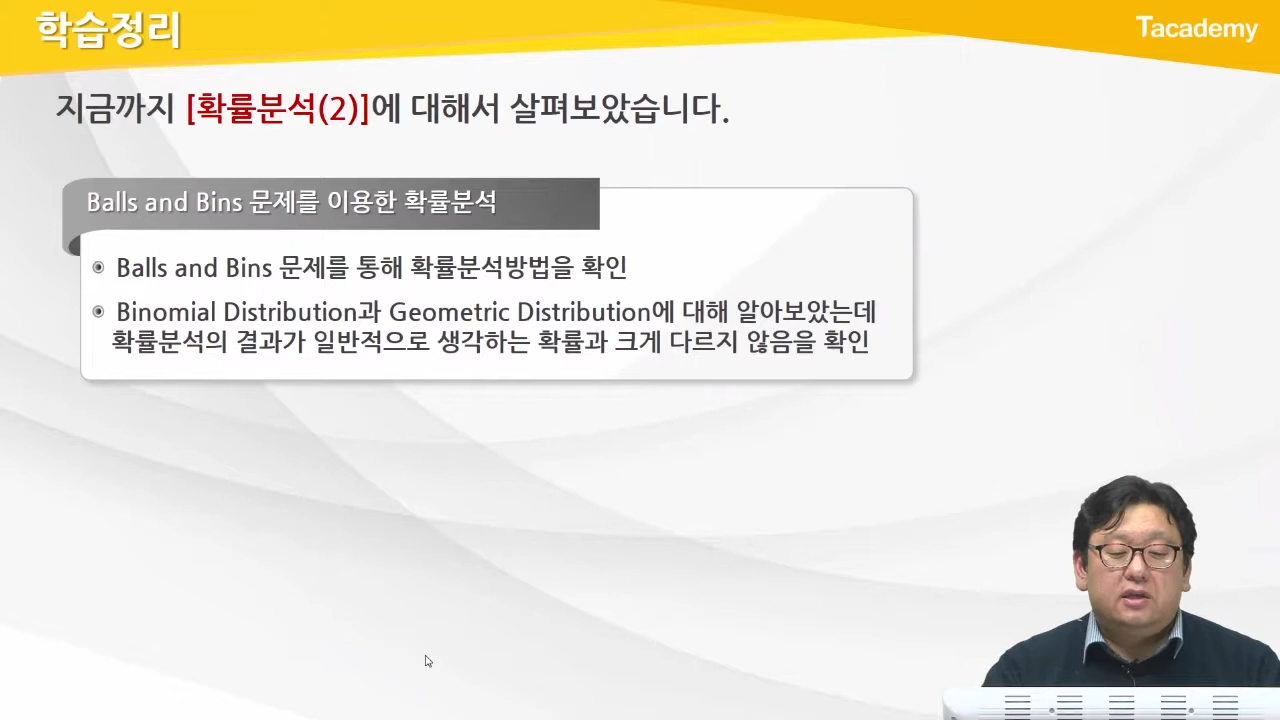 학습정리
Tacademy
지금까지 [확률분석(2)]에 대해서 살펴보았습니다.
Balls and Bins 문제를 이용한 확률분석
Balls and Bins 문제를 통해 확률분석방법을 확인
Binomial Distribution과 Geometric Distribution에 대해 알아보았는데
확률분석의 결과가 일반적으로 생각하는 확률과 크게 다르지 않음을 확인